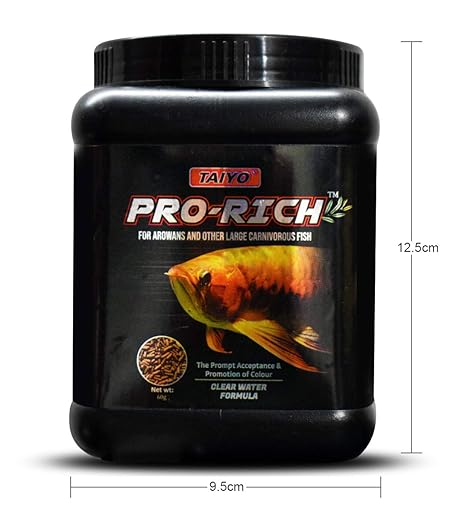 TAIYO
PRO-RICH™
FOR AROWANS AND OTHER LARGE CARNIVOROUS FISH
The Prompt Acceptance &
Promotion of Colour
CLEAR WATER
FORMULA
Net wt:
60g
12.5cm
9.5cm